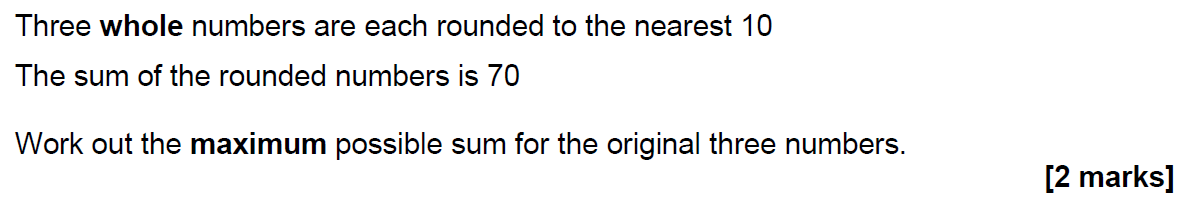 Three whole numbers are each rounded to the nearest 10
The sum of the rounded numbers is 70
Work out the maximum possible sum for the original three numbers.
[2 marks]